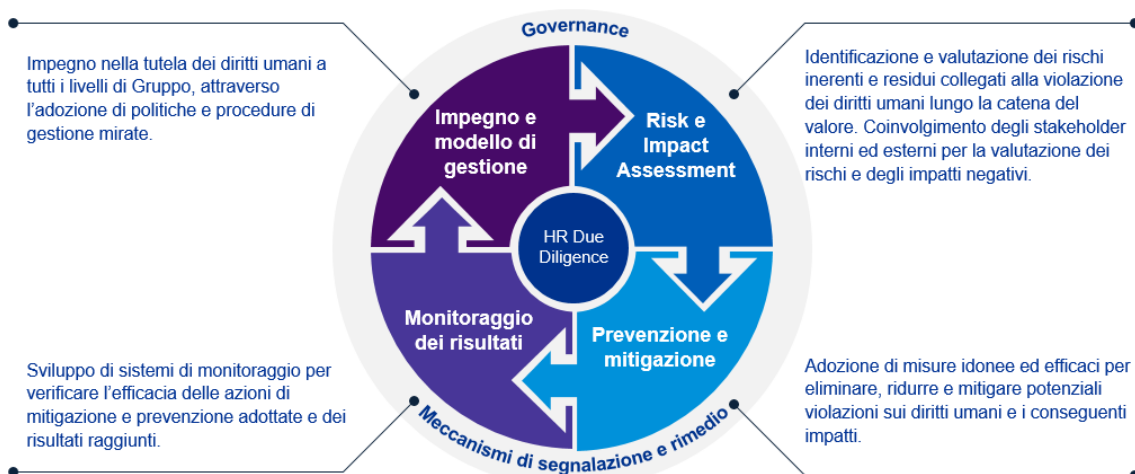 Governance
Impegno nella tutela dei diritti umani a
tutti i livelli di Gruppo, attraverso
l’adozione di politiche e procedure di
gestione mirate.
Impegno e
modello di
gestione
Risk e
Impact
Assessment
Identificazione e valutazione dei rischi
inerenti e residui collegati alla violazione
dei diritti umani lungo la catena del
valore. Coinvolgimento degli stakeholder
interni ed esterni per la valutazione dei
rischi e degli impatti negativi.
HR Due
Diligence
Monitoraggio
dei risultati
Prevenzione e
mitigazione
Sviluppo di sistemi di monitoraggio per
verificare l’efficacia delle azioni di
mitigazione e prevenzione adottate e dei
risultati raggiunti.
Adozione di misure idonee ed efficaci per
eliminare, ridurre e mitigare potenziali
violazioni sui diritti umani e i conseguenti
impatti.
Meccanismi di segnalazione e rimedio